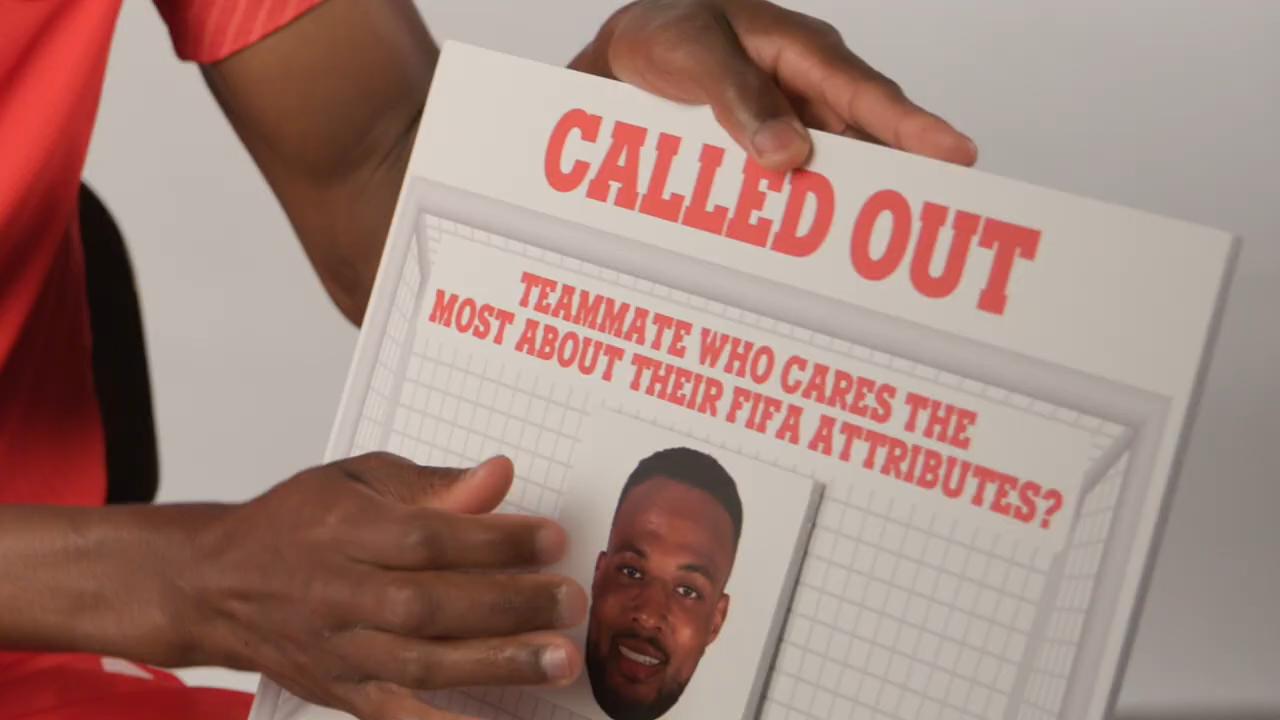 CALLED OUT
TEAMMATE WHO CARES THE
MOST ABOUT THEIR FIFA ATTRIBUTES?